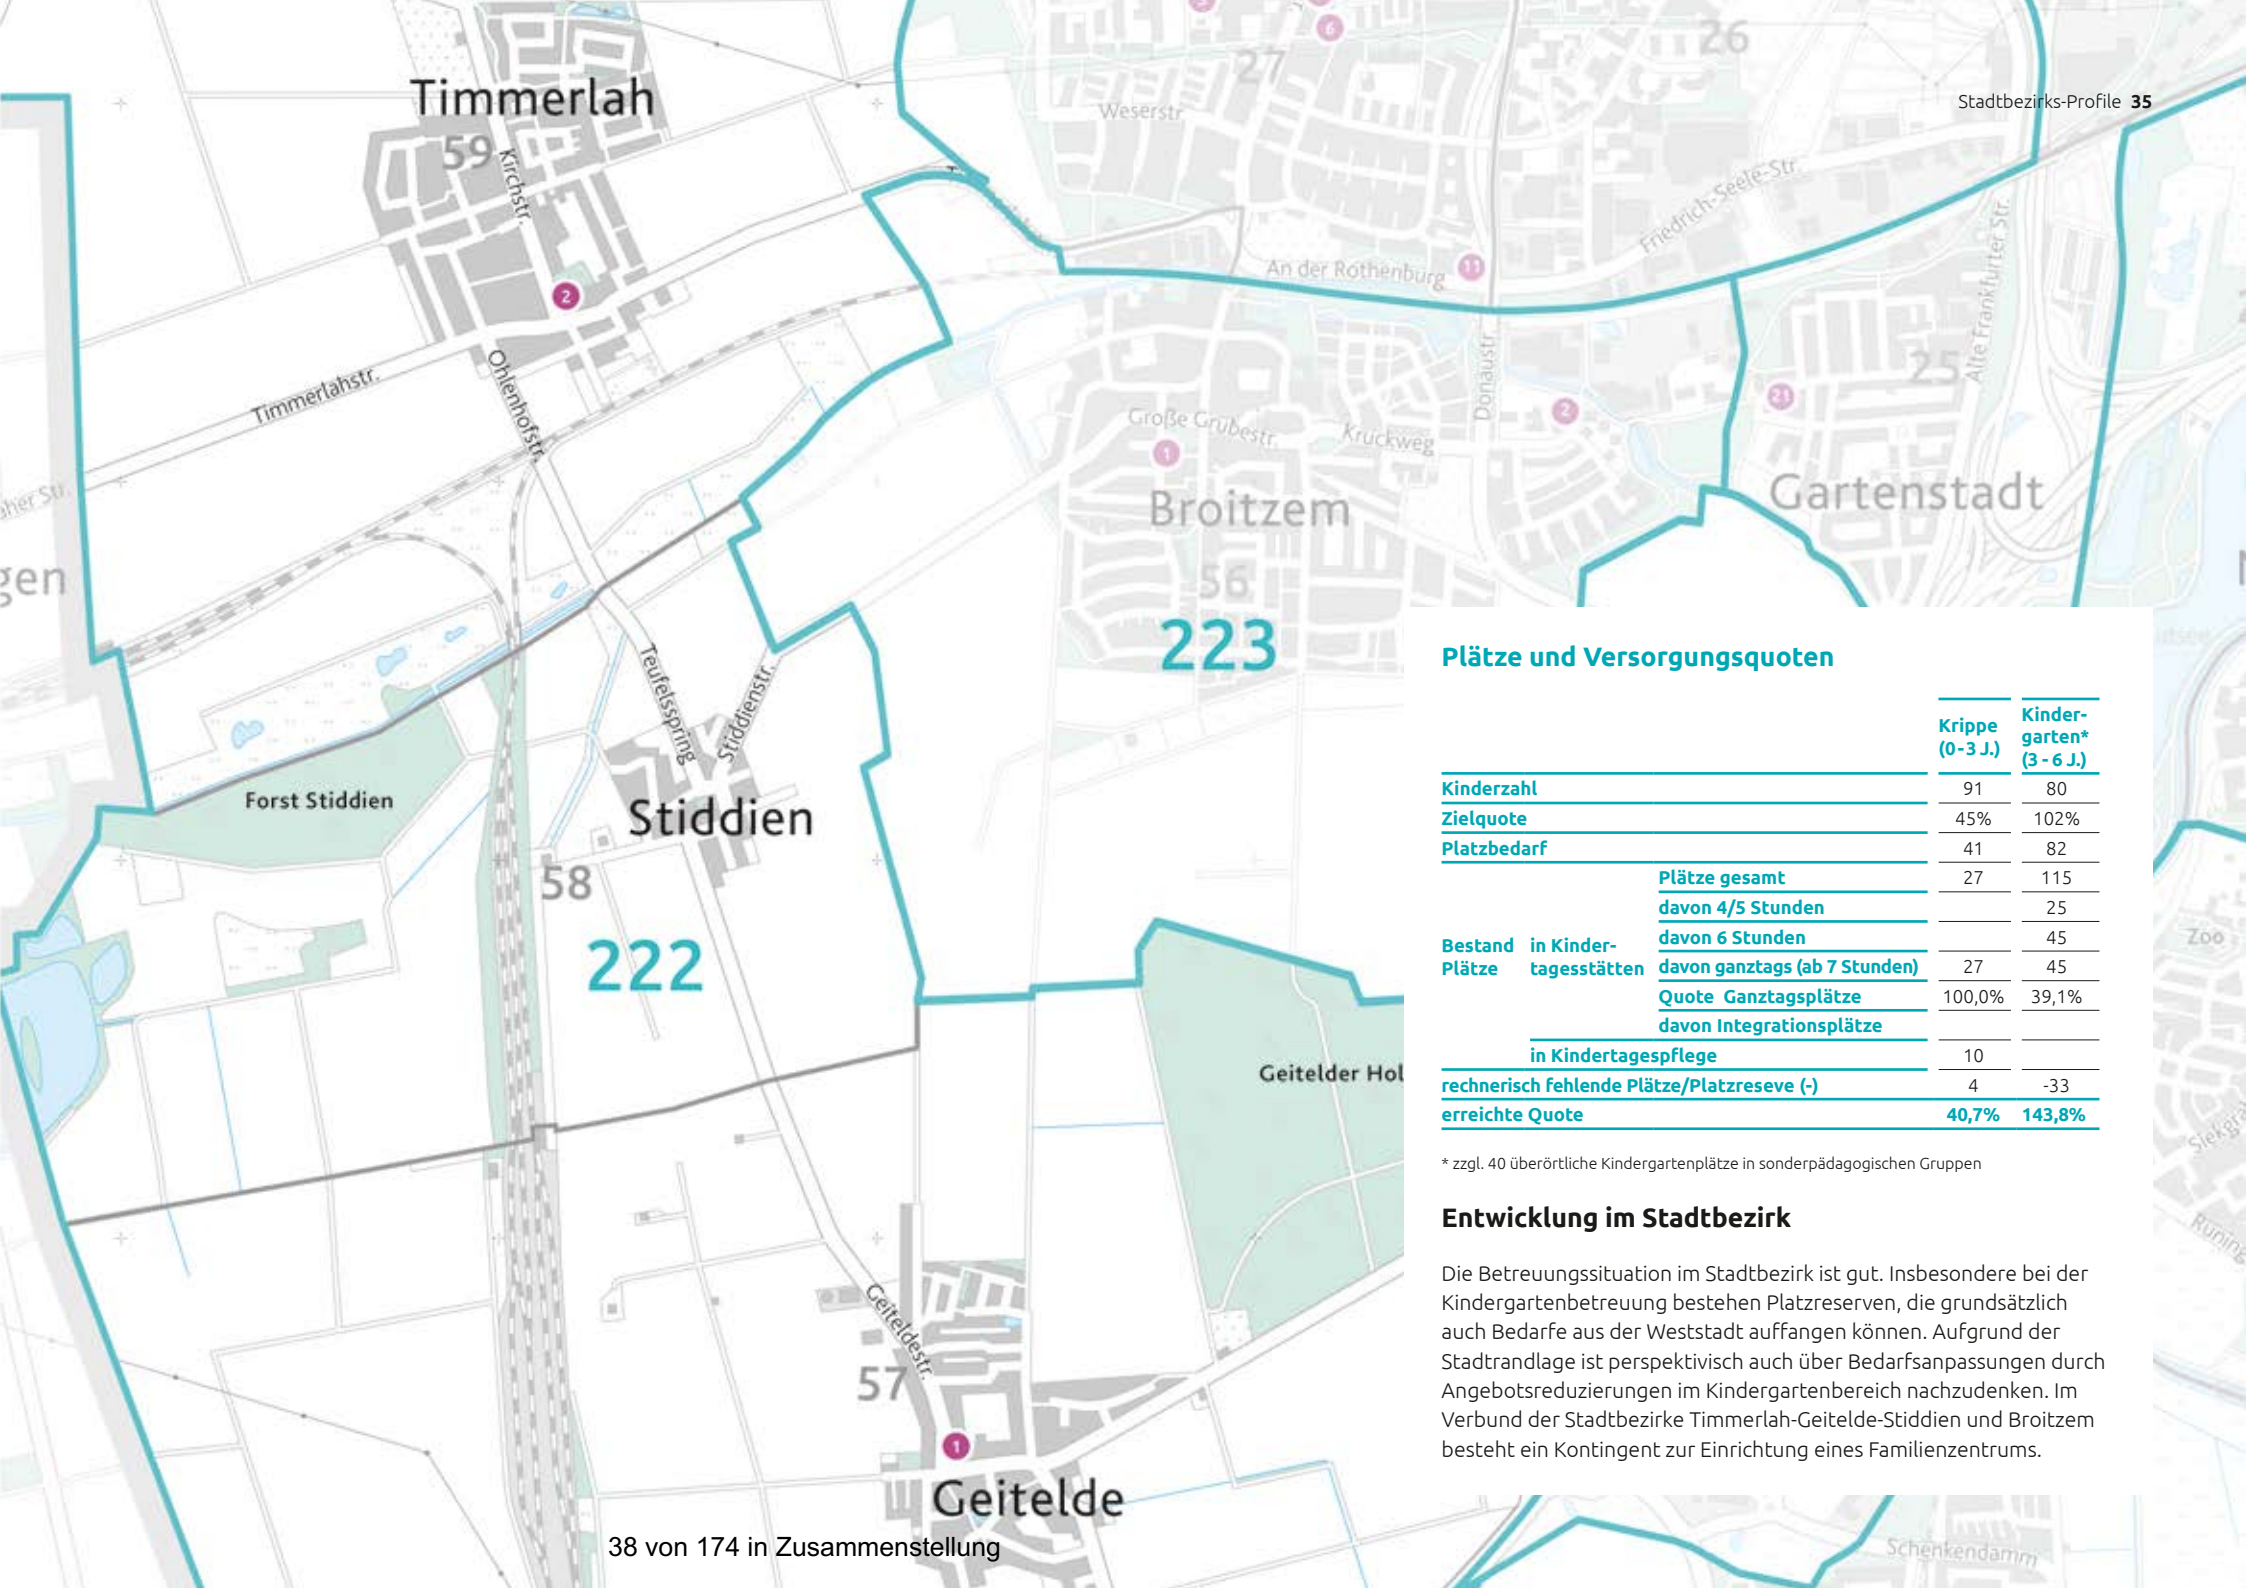 Stadtbezirks-Profile 35
Timmerlah
59
Kirchstr.
2
Timmerlahstr.
Ohlenhofstr.
27
26
6
Weserstr.
Friedrich-Seele-Str.
An der Rothenburg
11
Alte Frankfurter Str.
25
21
Donaustr.
2
Große Grubestr.
Kruckweg
1
Broitzem
56
223
Gartenstadt
Teufelsspring
Stiddienstr.
Forst Stiddien
Stiddien
58
222
Geitelder Hol
Geiteldestr.
57
1
Geitelde
Zoo
Schenkendamm
Plätze und Versorgungsquoten
Krippe (0-3 J.) Kinder-garten* (3 - 6 J.)
Kinderzahl 91 80
Zielquote 45% 102%
Platzbedarf 41 82
Bestand Plätze in Kinder-tagesstätten
Plätze gesamt 27 115
davon 4/5 Stunden 25
davon 6 Stunden 45
davon ganztags (ab 7 Stunden) 27 45
Quote Ganztagsplätze 100,0% 39,1%
davon Integrationsplätze
in Kindertagespflege 10
rechnerisch fehlende Plätze/Platzreseve (-) 4 -33
erreichte Quote 40,7% 143,8%
* zzgl. 40 überörtliche Kindergartenplätze in sonderpädagogischen Gruppen
Entwicklung im Stadtbezirk
Die Betreuungssituation im Stadtbezirk ist gut. Insbesondere bei der
Kindergartenbetreuung bestehen Platzreserven, die grundsätzlich
auch Bedarfe aus der Weststadt auffangen können. Aufgrund der
Stadtrandlage ist perspektivisch auch über Bedarfsanpassungen durch
Angebotsreduzierungen im Kindergartenbereich nachzudenken. Im
Verbund der Stadtbezirke Timmerlah-Geitelde-Stiddien und Broitzem
besteht ein Kontingent zur Einrichtung eines Familienzentrums.
38 von 174 in Zusammenstellung